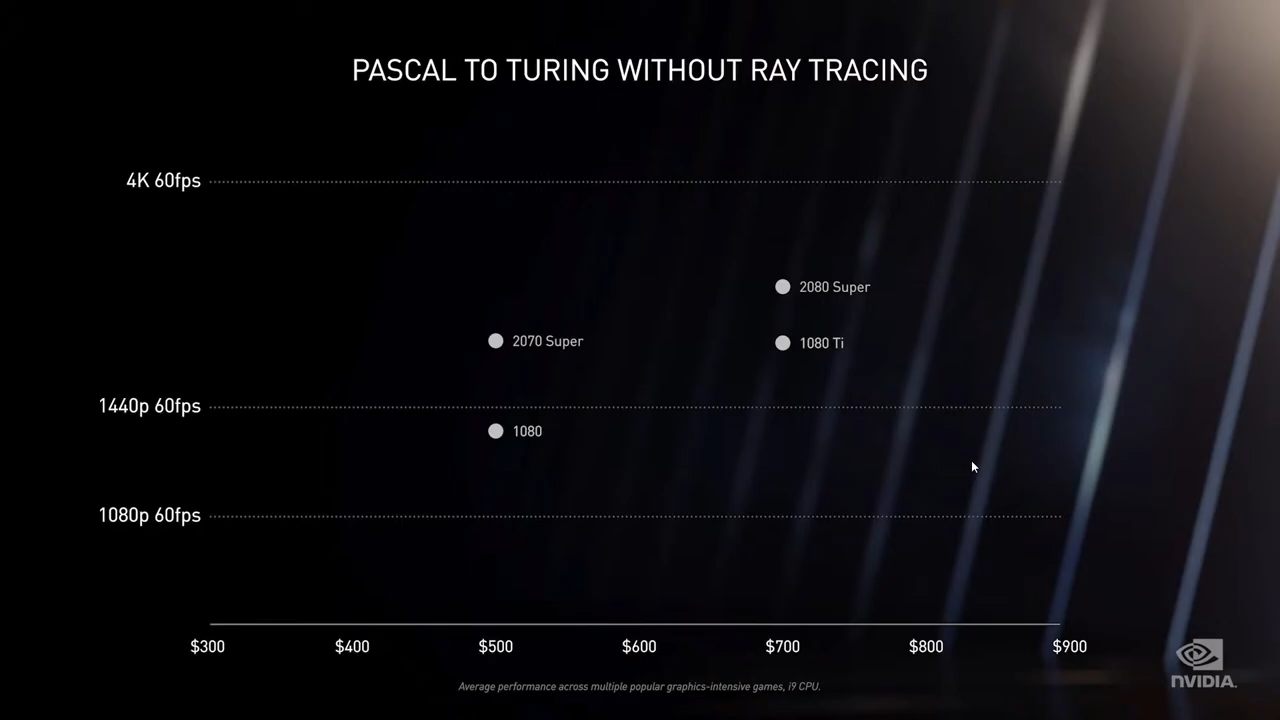 PASCAL TO TURING WITHOUT RAY TRACING
4K 60fps
2080 Super
2070 Super
1080 Ti
1440p 60fps
1080
1080p 60fps
$300 $400 $500 $600 $700 $800 $900
Average performance across multiple popular graphics-intensive games, i9 CPU.
NVIDIA.